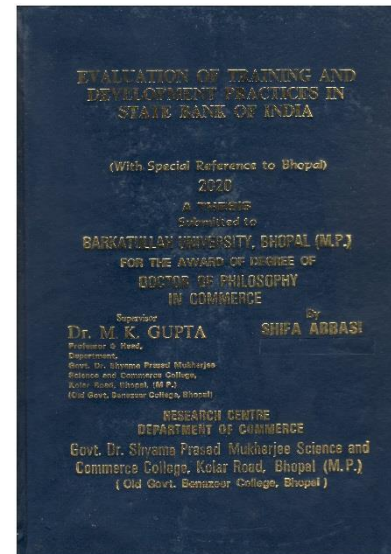 EVALUATION OF TRAINING AND
DEVELOPMENT PRACTICES IN
STATE BANK OF INDIA
(With Special Reference to Bhopal)
2020
A THESIS
Submitted to
BARKATULLAH UNIVERSITY, BHOPAL (M.P.)
FOR THE AWARD OF DEGREE OF
DOCTOR OF PHILOSOPHY
IN COMMERCE
Supervisor
Dr. M. K. GUPTA
Professor & Head,
Department,
Govt. Dr. Shyama Prasad Mukherjee
Science and Commerce College,
Kolar Road, Bhopal, (M P.)
(Old Govt. Benazeer College, Bhopal)
By
SHIFA ABBASI
RESEARCH CENTRE
DEPARTMENT OF COMMERCE
Govt. Dr. Shyama Prasad Mukherjee Science and
Commerce College, Kolar Road, Bhopal (M.P.)
( Old Govt. Benazeer College, Bhopal )